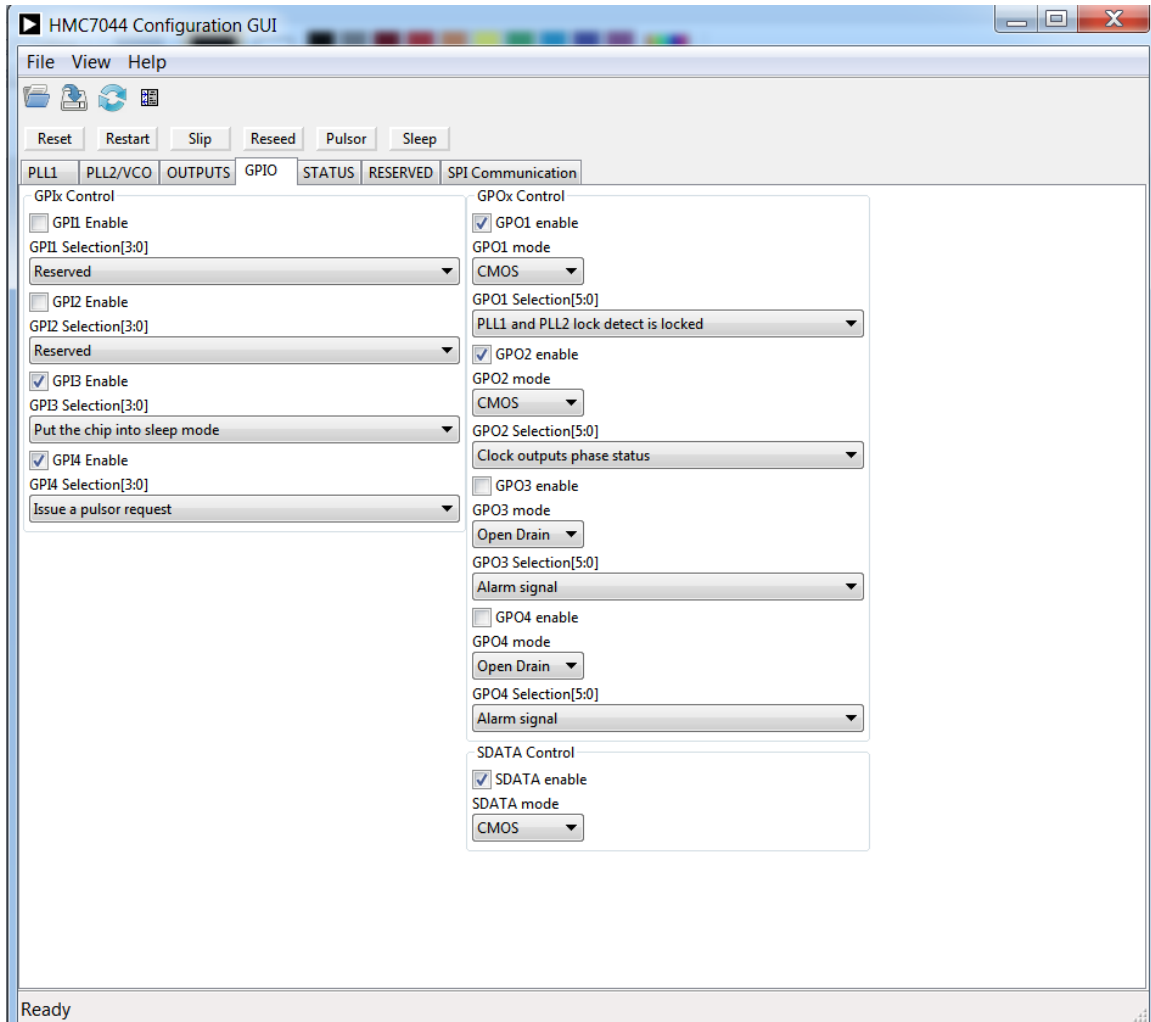 HMC7044 Configuration GUI
File View Help
Reset Restart Slip Reseed Pulsor Sleep
PLL1 PLL2/VCO OUTPUTS GPIO STATUS RESERVED SPI Communication
GPIx Control
GPI1 Enable
GPI1 Selection[3:0]
Reserved
GPI2 Enable
GPI2 Selection[3:0]
Reserved
GPI3 Enable
GPI3 Selection[3:0]
Put the chip into sleep mode
GPI4 Enable
GPI4 Selection[3:0]
Issue a pulsor request
GPOx Control
GPO1 enable
GPO1 mode
CMOS
GPO1 Selection[5:0]
PLL1 and PLL2 lock detect is locked
GPO2 enable
GPO2 mode
CMOS
GPO2 Selection[5:0]
Clock outputs phase status
GPO3 enable
GPO3 mode
Open Drain
GPO3 Selection[5:0]
Alarm signal
GPO4 enable
GPO4 mode
Open Drain
GPO4 Selection[5:0]
Alarm signal
SDATA Control
SDATA enable
SDATA mode
CMOS
Ready